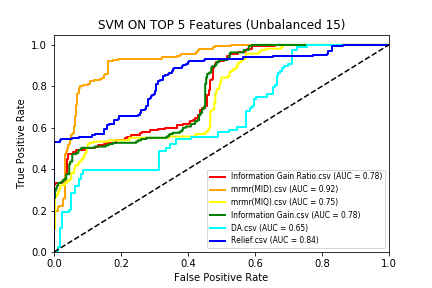 SVM ON TOP 5 Features (Unbalanced 15)
True Positive Rate
1.0
0.8
0.6
0.4
0.2
0.0
Information Gain Ratio.csv (AUC = 0.78)
mrmr(MID).csv (AUC = 0.92)
mrmr(MIQ).csv (AUC = 0.75)
Information Gain.csv (AUC = 0.78)
DA.csv (AUC = 0.65)
Relief.csv (AUC = 0.84)
0.0 0.2 0.4 0.6 0.8 1.0
False Positive Rate